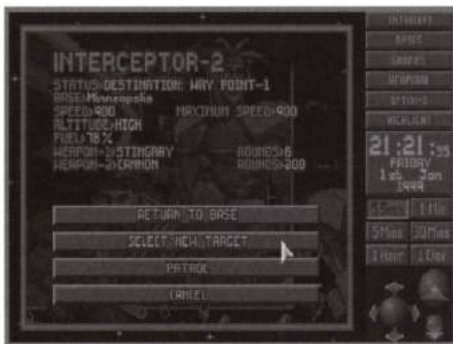 INTERCEPTOR-2
STATUS>DESTINATION: WAY POINT-1
BASE>Minneapolis
SPEED>900 MAXIMUM SPEED>900
ALTITUDE>HIGH
FUEL>78%
WEAPON-1>STINGRAY ROUNDS>6
WEAPON-2>CANNON ROUNDS>200
RETURN TO BASE
SELECT NEW TARGET
PATROL
CANCEL
INTERCEPT
BASES
GRAPHS
UFOPEDIA
OPTIONS
21:21:35
FRIDAY
1st Jan
1999
5 Secs 1 Min
5 Mins 30 Mins
1 Hour 1 Day